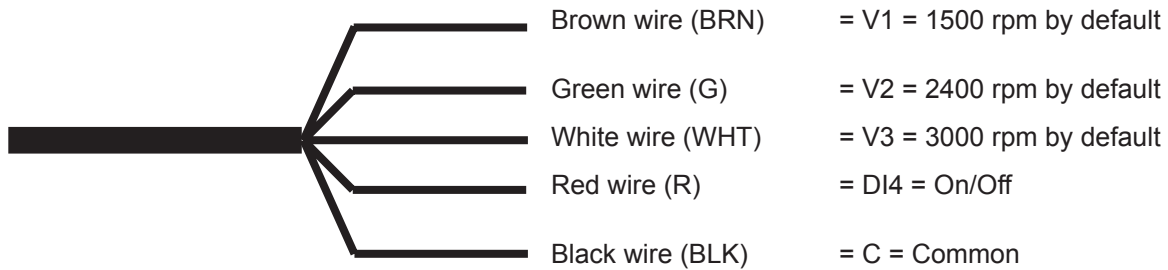 Brown wire (BRN) = V1 = 1500 rpm by default
Green wire (G) = V2 = 2400 rpm by default
White wire (WHT) = V3 = 3000 rpm by default
Red wire (R) = DI4 = On/Off
Black wire (BLK) = C = Common